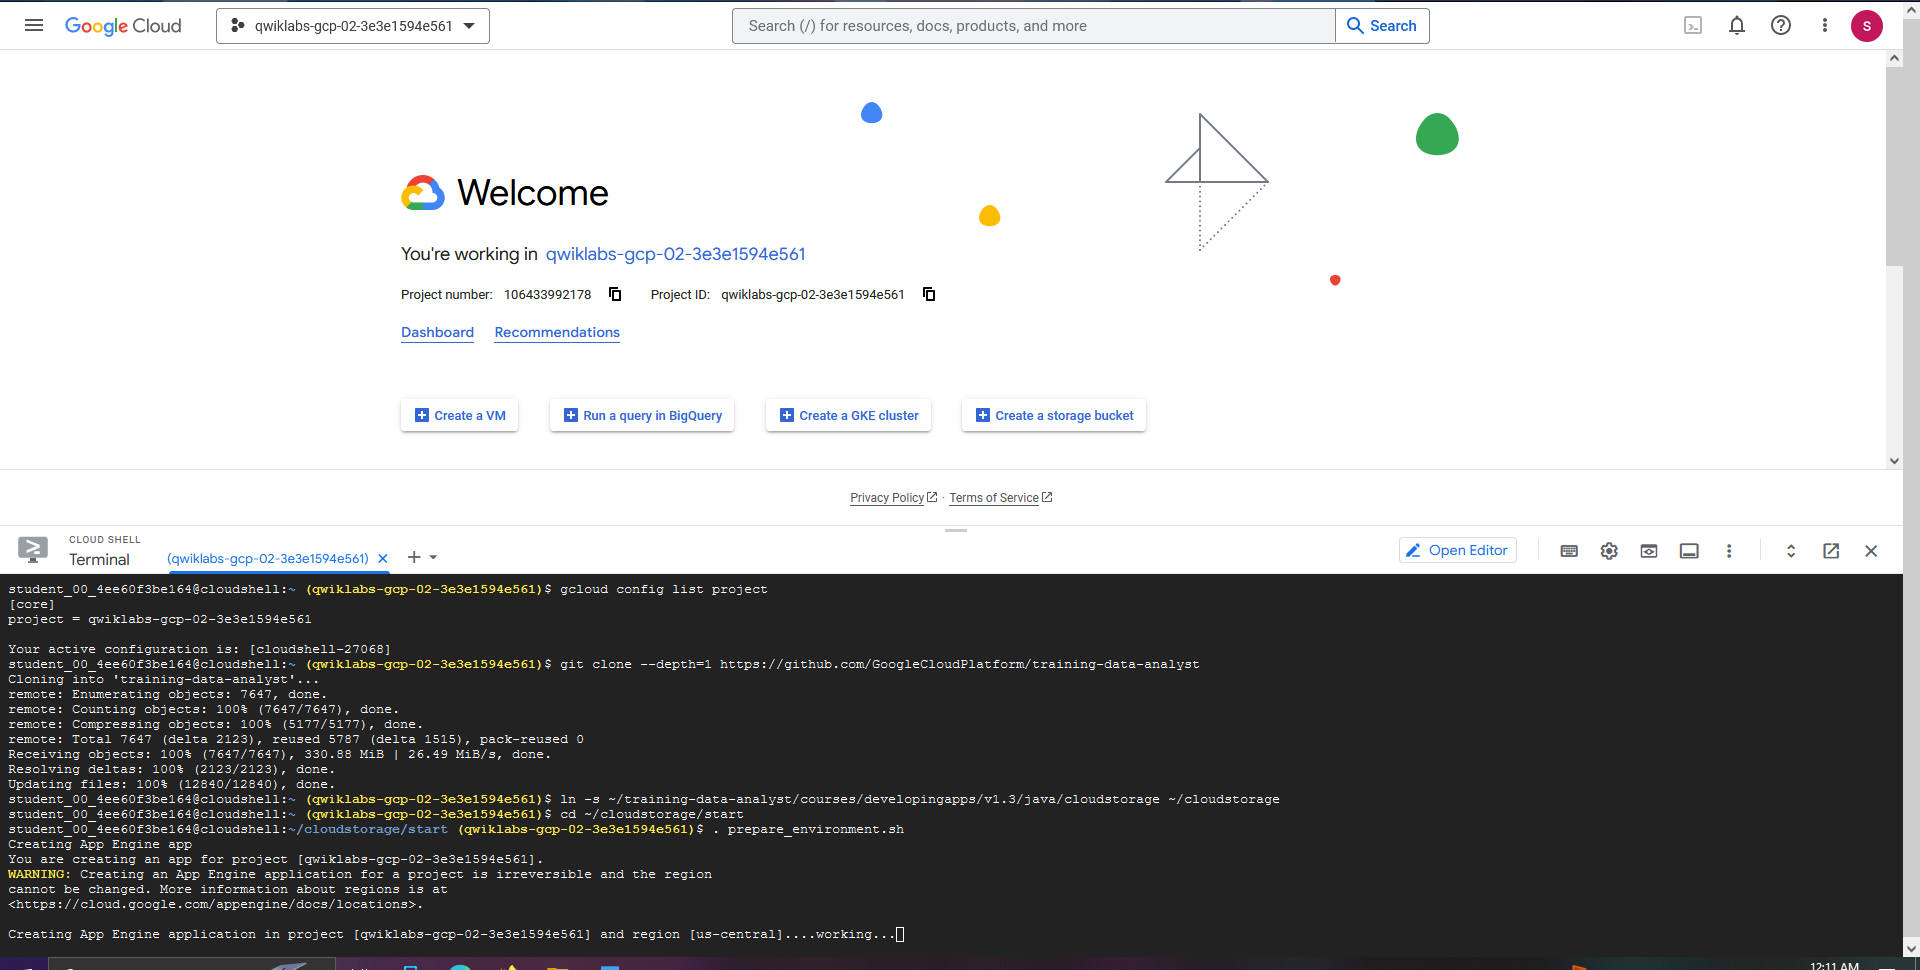 Google Cloud
qwiklabs-gcp-02-3e3e1594e561
Search (/) for resources, docs, products, and more
Search
S
Welcome
You're working in qwiklabs-gcp-02-3e3e1594e561
Project number: 106433992178 Project ID: qwiklabs-gcp-02-3e3e1594e561
Dashboard Recommendations
Create a VM Run a query in BigQuery Create a GKE cluster Create a storage bucket
Privacy Policy · Terms of Service
CLOUD SHELL
Terminal (qwiklabs-gcp-02-3e3e1594e561) Open Editor
student_00_4ee60f3be164@cloudshell:~ (qwiklabs-gcp-02-3e3e1594e561)$ gcloud config list project
[core]
project = qwiklabs-gcp-02-3e3e1594e561
Your active configuration is: [cloudshell-27068]
student_00_4ee60f3be164@cloudshell:~ (qwiklabs-gcp-02-3e3e1594e561)$ git clone --depth=1 https://github.com/GoogleCloudPlatform/training-data-analyst
Cloning into 'training-data-analyst'...
remote: Enumerating objects: 7647, done.
remote: Counting objects: 100% (7647/7647), done.
remote: Compressing objects: 100% (5177/5177), done.
remote: Total 7647 (delta 2123), reused 5787 (delta 1515), pack-reused 0
Receiving objects: 100% (7647/7647), 330.88 MiB | 26.49 MiB/s, done.
Resolving deltas: 100% (2123/2123), done.
Updating files: 100% (12840/12840), done.
student_00_4ee60f3be164@cloudshell:~ (qwiklabs-gcp-02-3e3e1594e561)$ ln -s ~/training-data-analyst/courses/developingapps/v1.3/java/cloudstorage ~/cloudstorage
student_00_4ee60f3be164@cloudshell:~ (qwiklabs-gcp-02-3e3e1594e561)$ cd ~/cloudstorage/start
student_00_4ee60f3be164@cloudshell:~/cloudstorage/start (qwiklabs-gcp-02-3e3e1594e561)$ . prepare_environment.sh
Creating App Engine app
You are creating an app for project [qwiklabs-gcp-02-3e3e1594e561].
WARNING: Creating an App Engine application for a project is irreversible and the region
cannot be changed. More information about regions is at
<https://cloud.google.com/appengine/docs/locations>.
Creating App Engine application in project [qwiklabs-gcp-02-3e3e1594e561] and region [us-central]....working...
12:11 AM